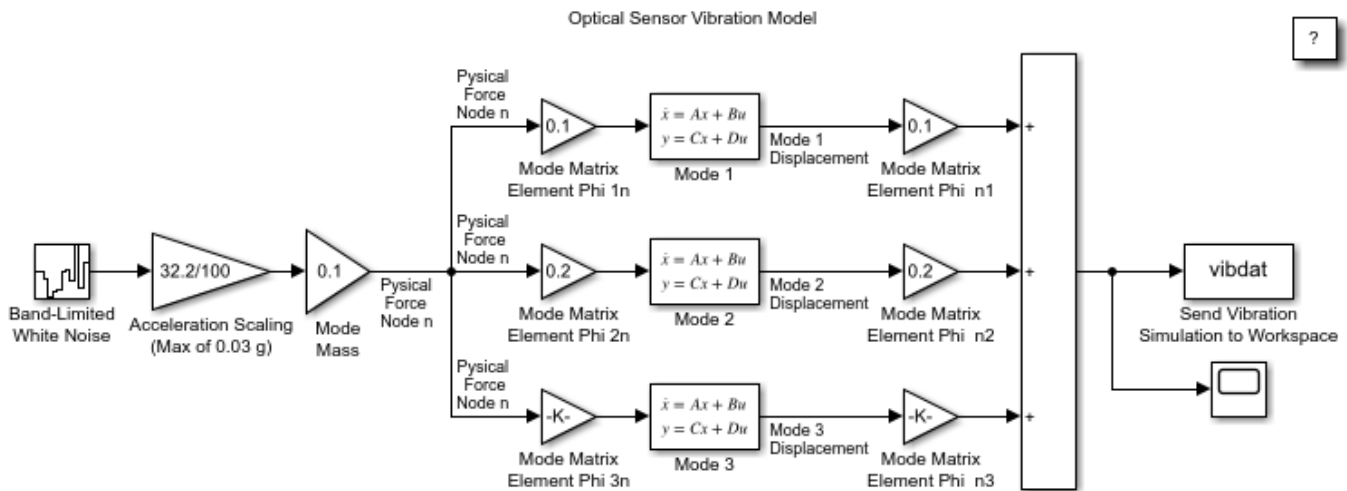 Optical Sensor Vibration Model
?
Pysical
Force
Node n
0.1
ẋ = Ax + Bu
y = Cx + Du
Mode 1
Displacement
0.1
+
Mode Matrix
Element Phi 1n
Mode 1
Mode Matrix
Element Phi n1
Band-Limited
White Noise
32.2/100
Acceleration Scaling
(Max of 0.03 g)
0.1
Mode
Mass
Pysical
Force
Node n
Pysical
Force
Node n
0.2
ẋ = Ax + Bu
y = Cx + Du
Mode 2
Displacement
0.2
+
Mode Matrix
Element Phi 2n
Mode 2
Mode Matrix
Element Phi n2
vibdat
Send Vibration
Simulation to Workspace
Pysical
Force
Node n
-K-
ẋ = Ax + Bu
y = Cx + Du
Mode 3
Displacement
-K-
+
Mode Matrix
Element Phi 3n
Mode 3
Mode Matrix
Element Phi n3